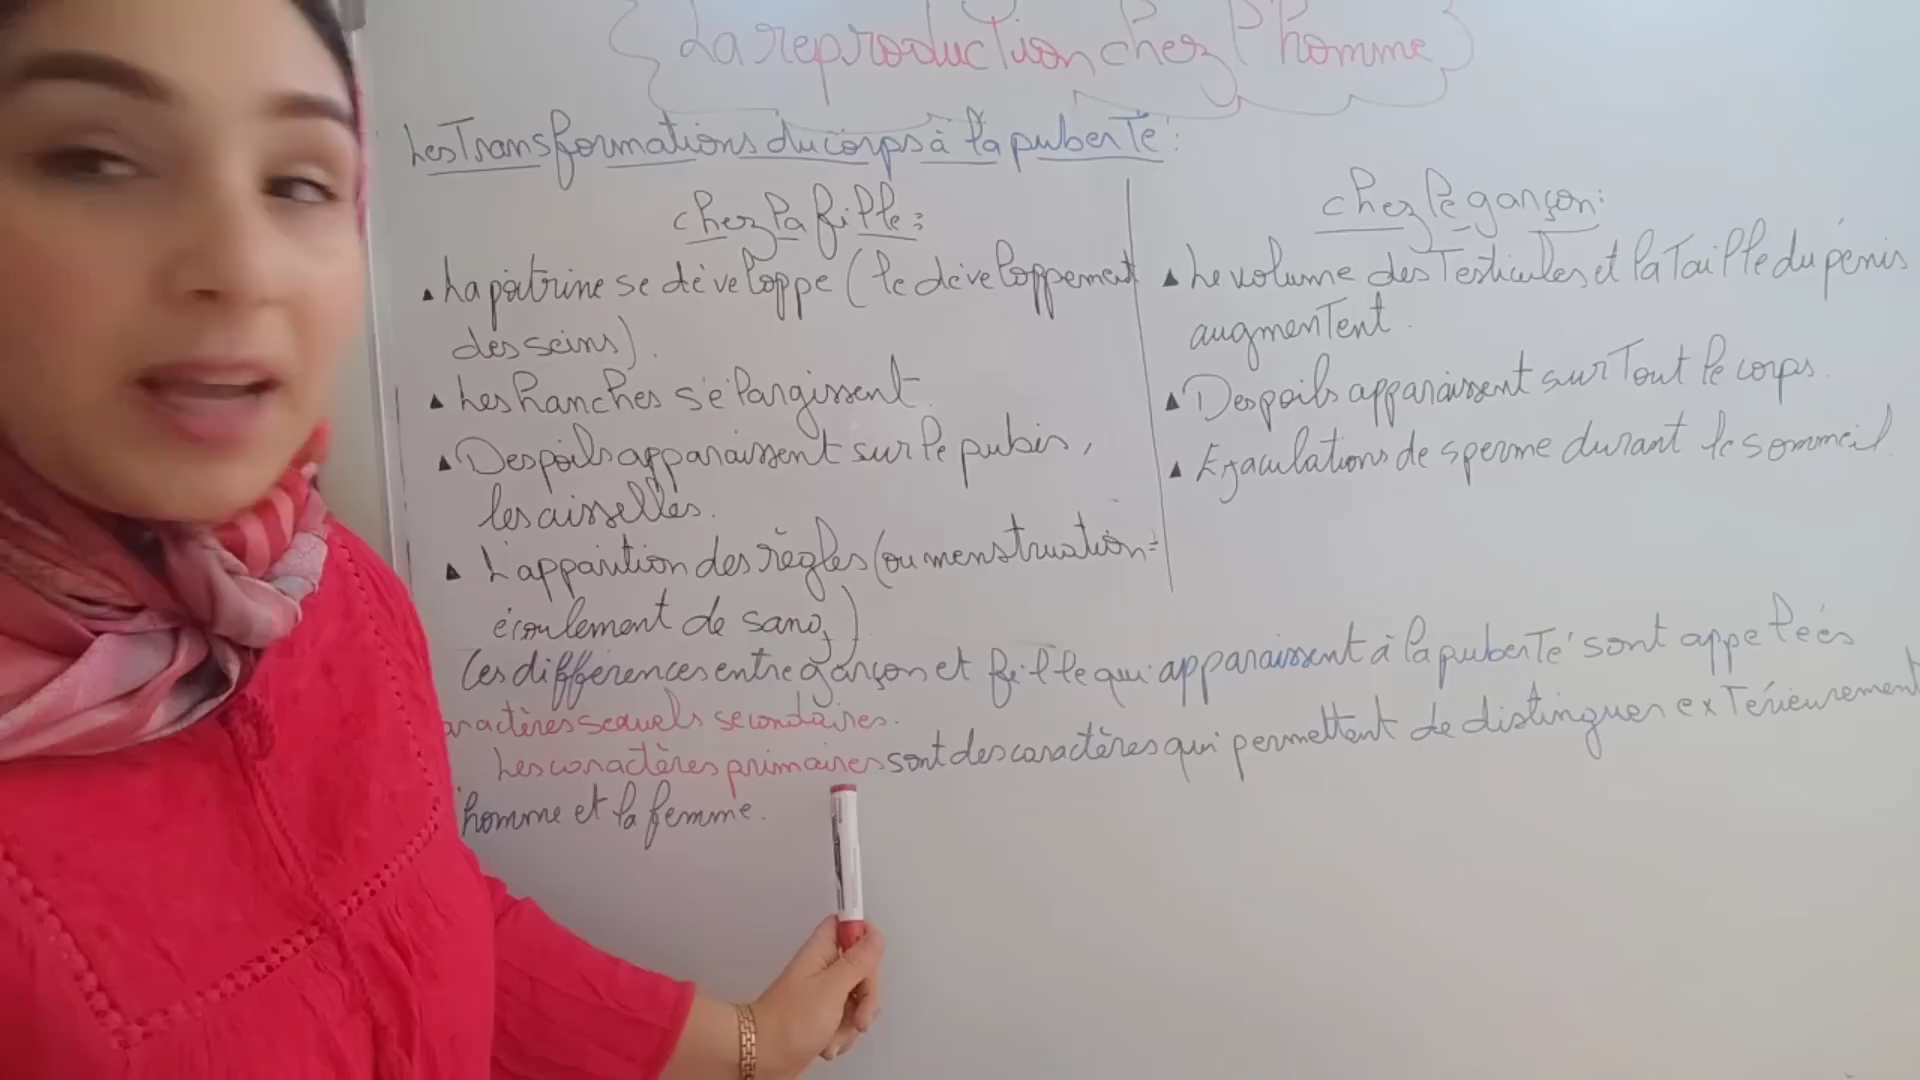 La reproduction chez l'homme
Les Transformations du corps à la puberté :
chez la fille :
▲ La poitrine se développe (le développement
des seins).
▲ Les hanches s'élargissent.
▲ Des poils apparaissent sur le pubis,
les aisselles.
▲ L'apparition des règles (ou menstruation =
écoulement de sang)
chez le garçon :
▲ Le volume des Testicules et la Taille du pénis
augmentent.
▲ Des poils apparaissent sur Tout le corps.
▲ Ejaculations de sperme durant le sommeil
Les différences entre garçon et fille qui apparaissent à la puberté sont appelées
aractères sexuels secondaires.
Les caractères primaires sont des caractères qui permettent de distinguer extérieurement
homme et la femme.